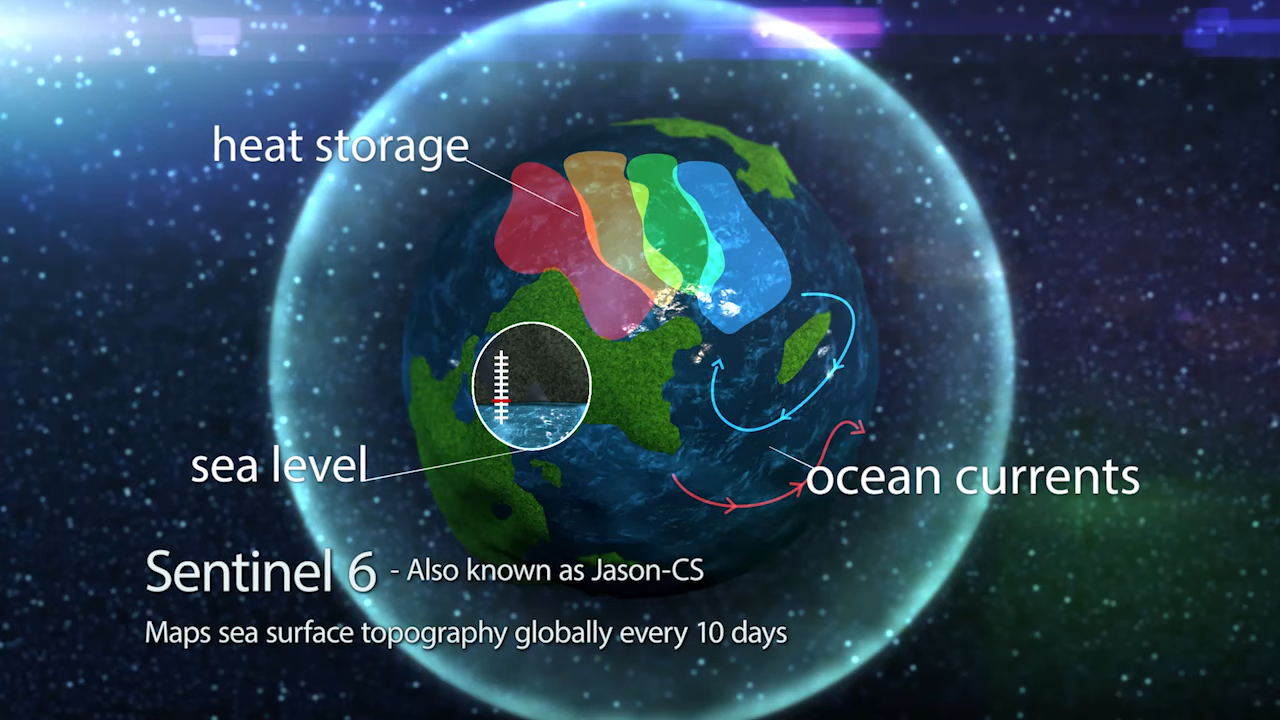 heat storage
sea level
ocean currents
Sentinel 6 - Also known as Jason-CS
Maps sea surface topography globally every 10 days